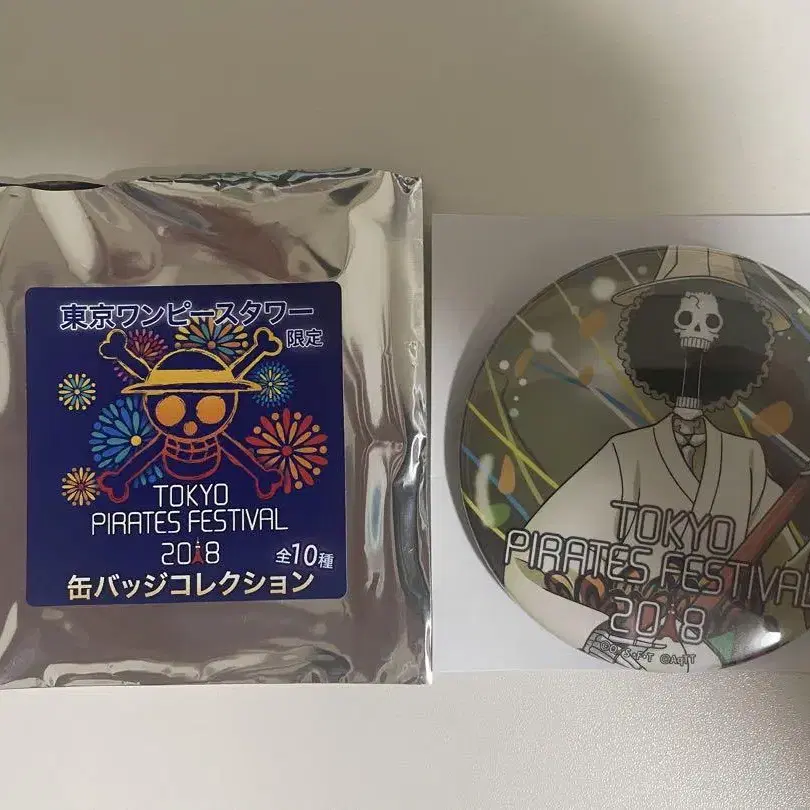 東京ワンピースタワー
限定
TOKYO
PIRATES FESTIVAL
2018
全10種
缶バッジコレクション
TOKYO
PIRATES FESTIVAL
2018